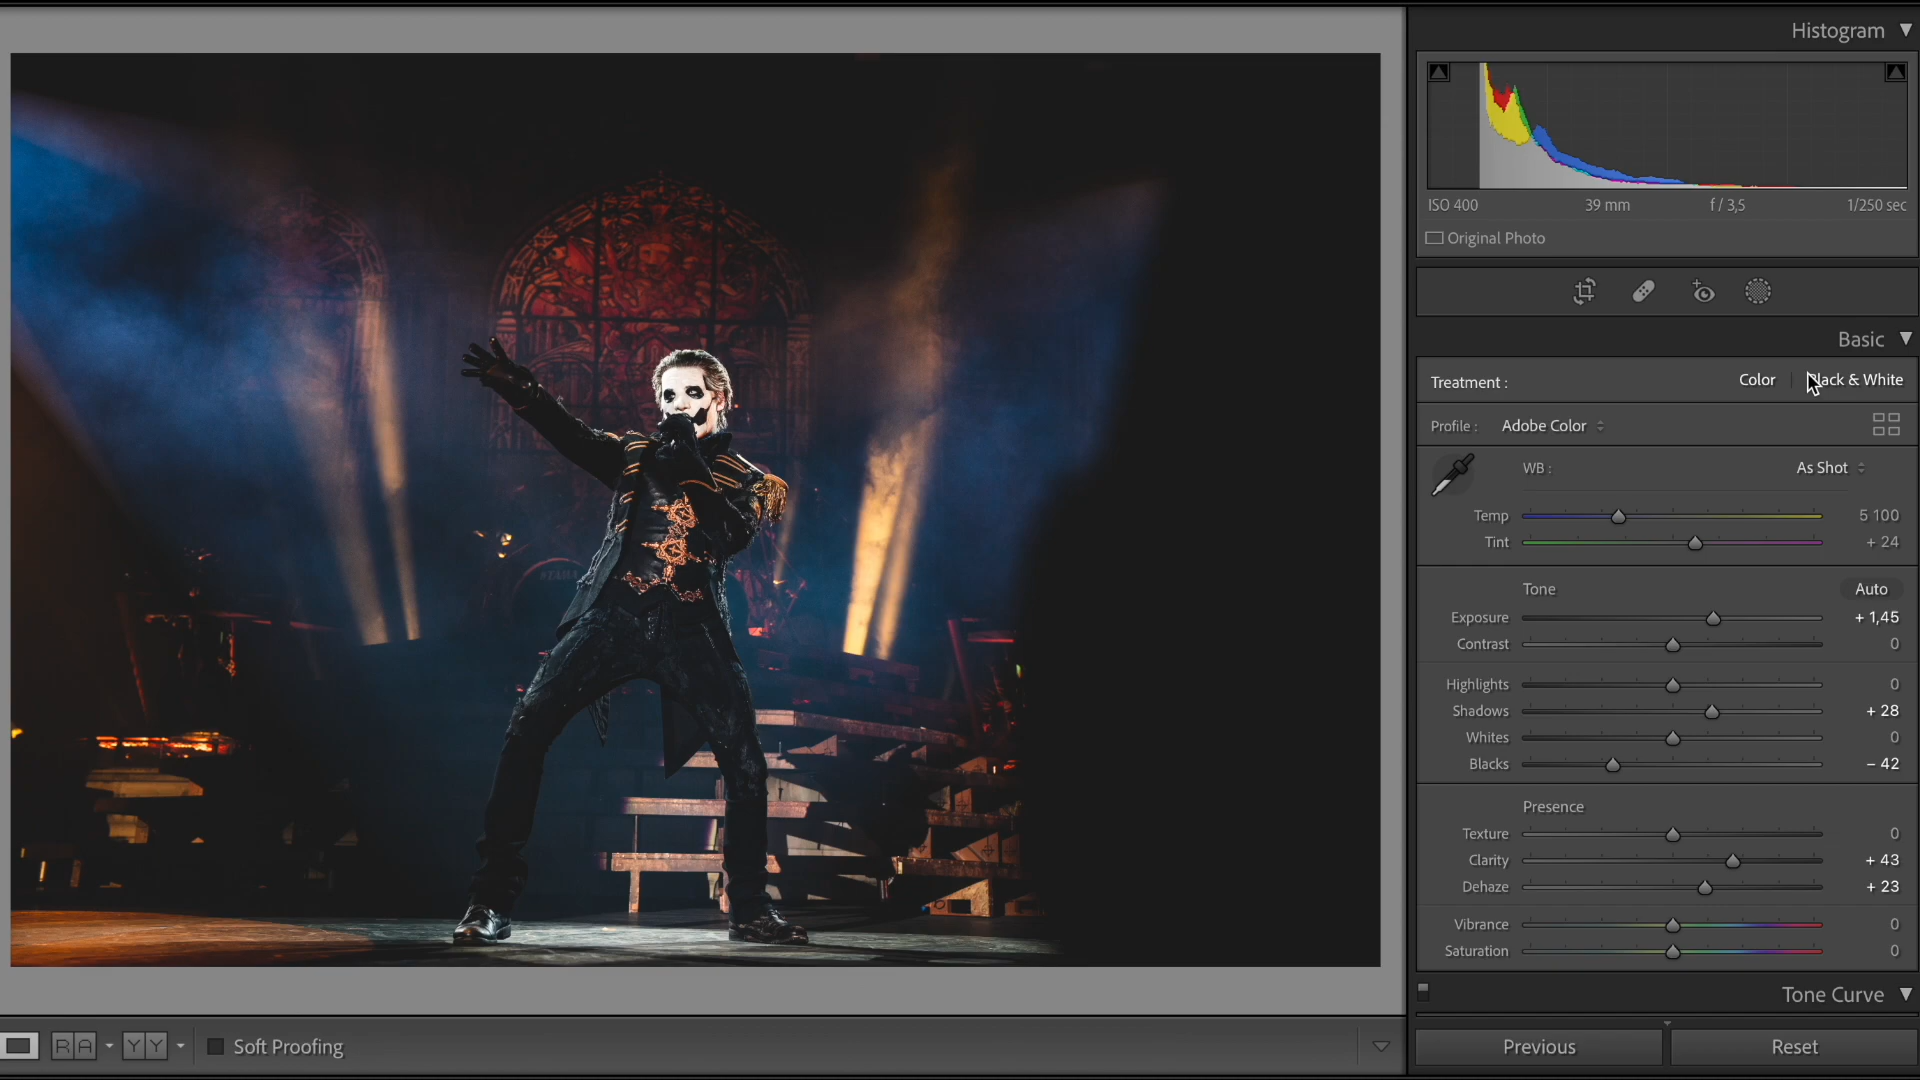 Histogram
ISO 400 39 mm f / 3,5 1/250 sec
Original Photo
Basic
Treatment : Color Black & White
Profile : Adobe Color
WB : As Shot
Temp 5 100
Tint + 24
Tone Auto
Exposure + 1,45
Contrast 0
Highlights 0
Shadows + 28
Whites 0
Blacks − 42
Presence
Texture 0
Clarity + 43
Dehaze + 23
Vibrance 0
Saturation 0
Tone Curve
R A Y Y Soft Proofing Previous Reset